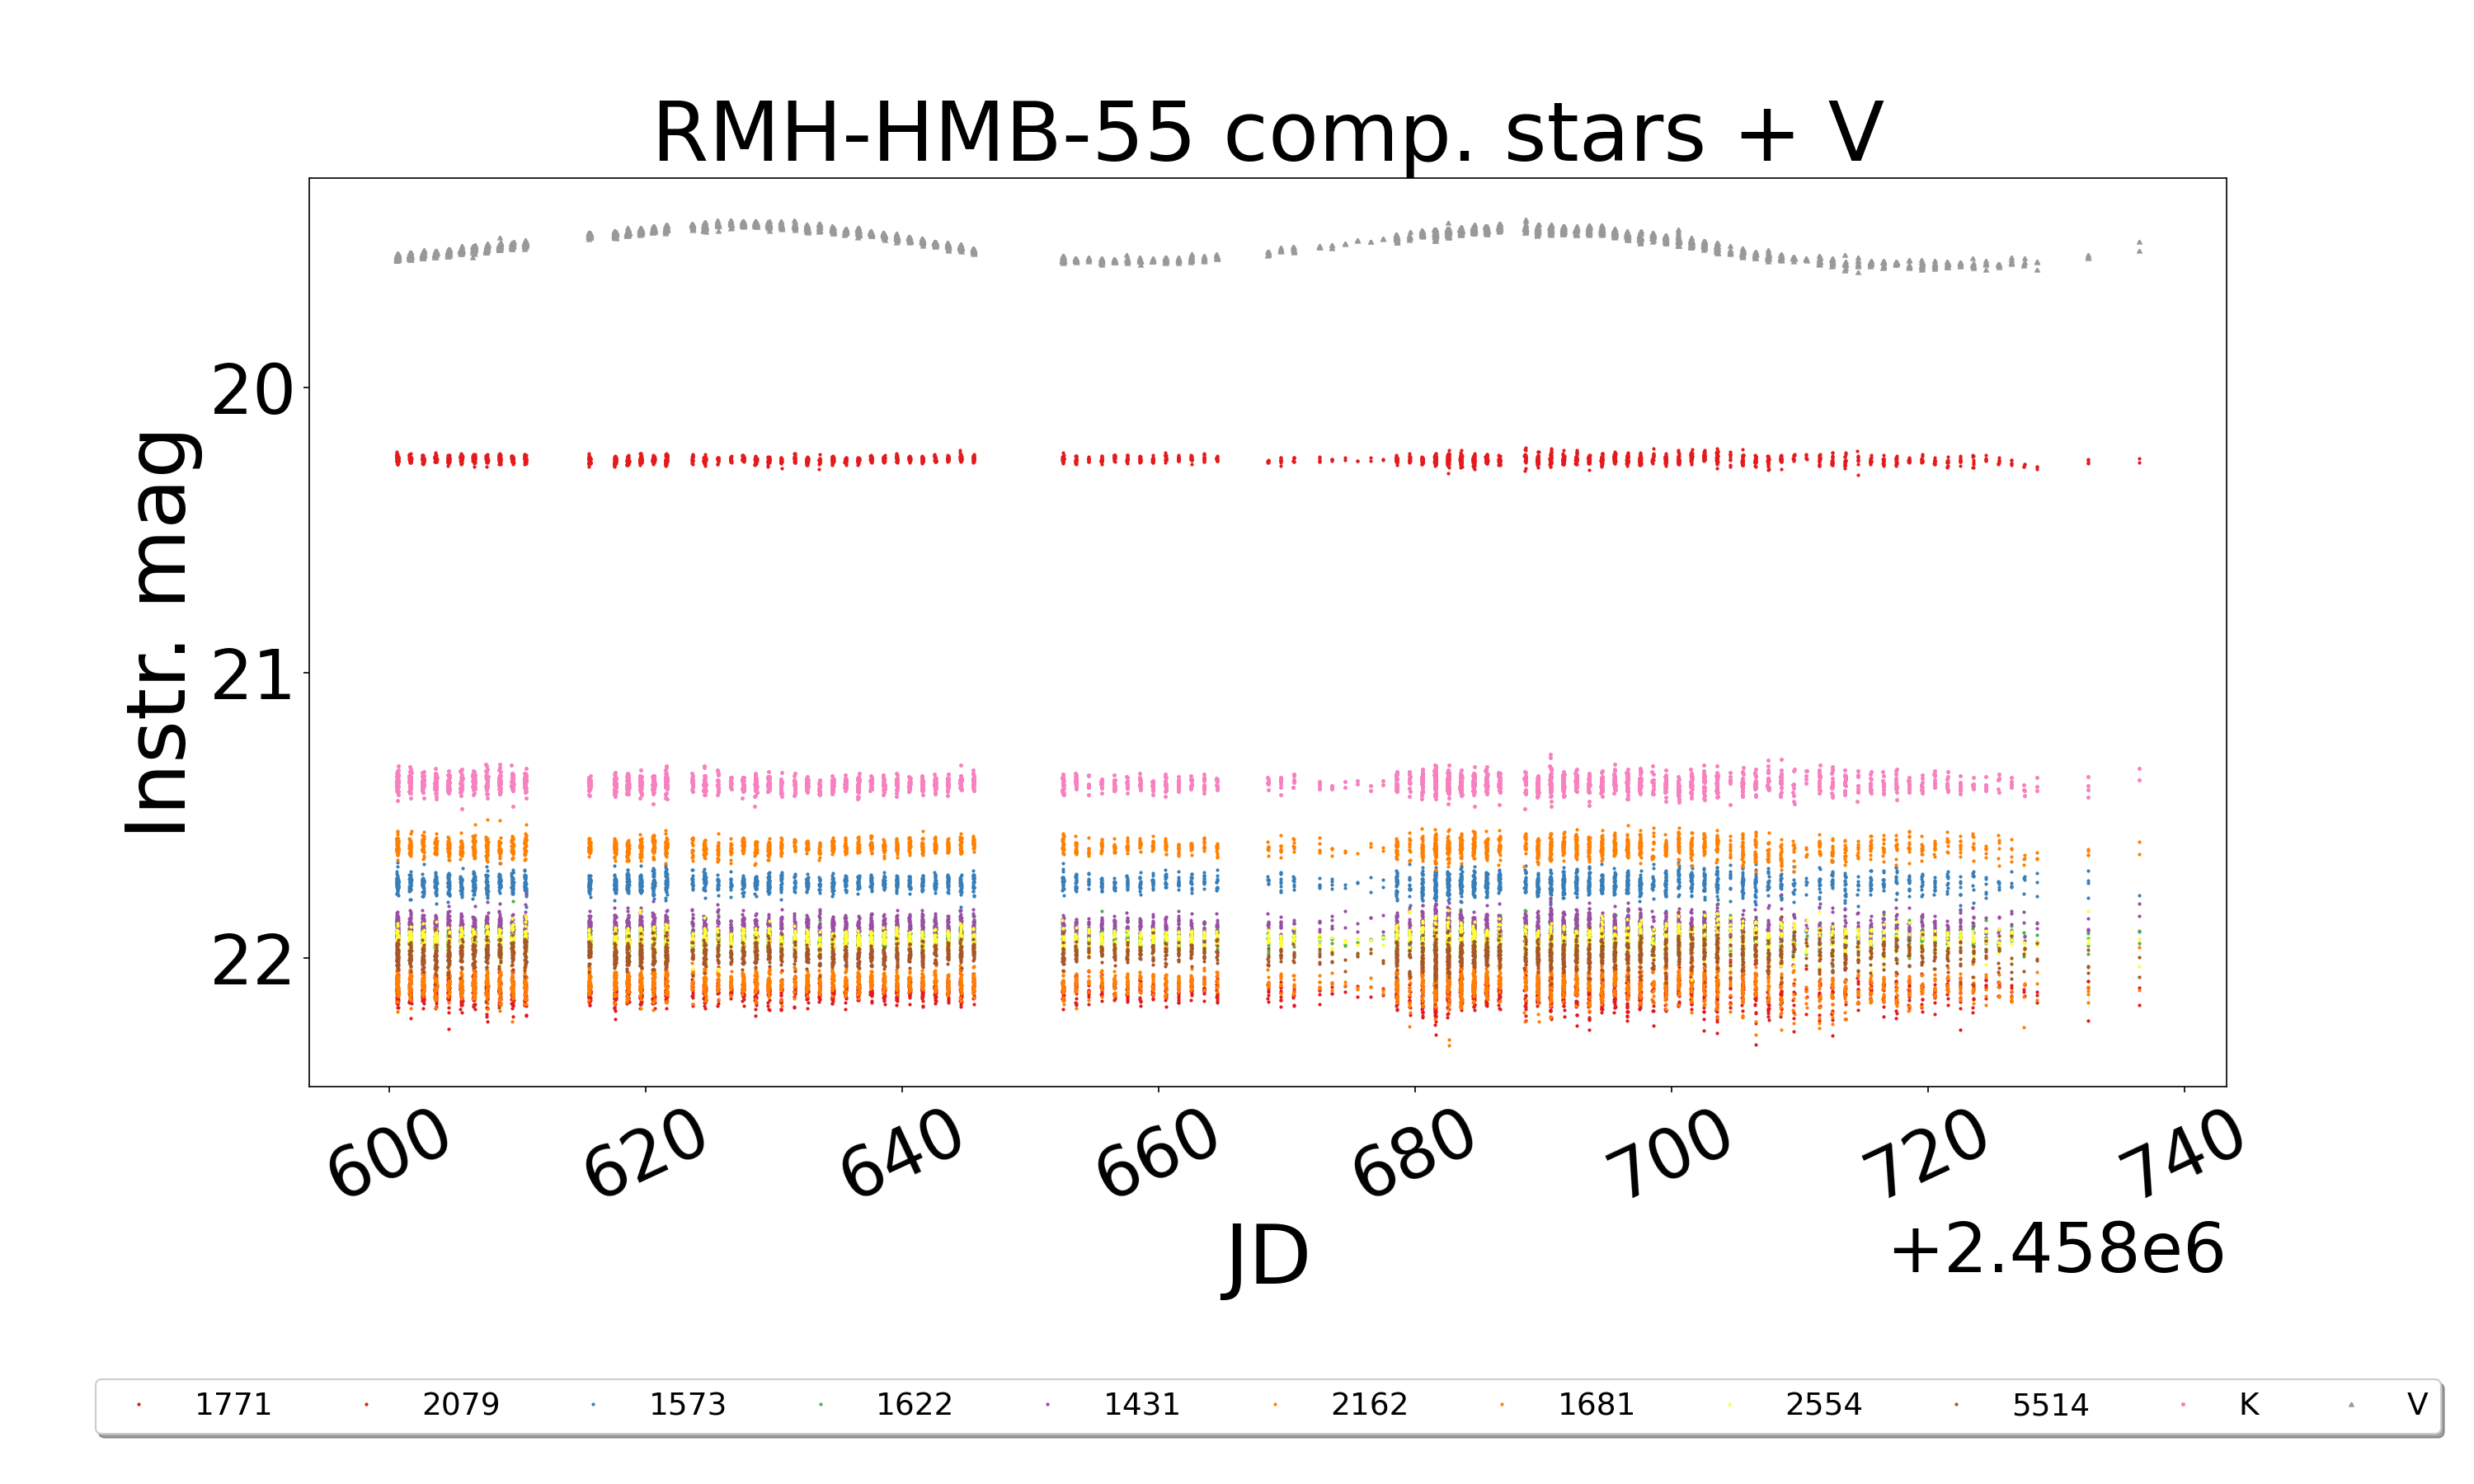 RMH-HMB-55 comp. stars + V
Instr. mag
20
21
22
600 620 640 660 680 700 720 740
JD
+2.458e6
1771 2079 1573 1622 1431 2162 1681 2554 5514 K V